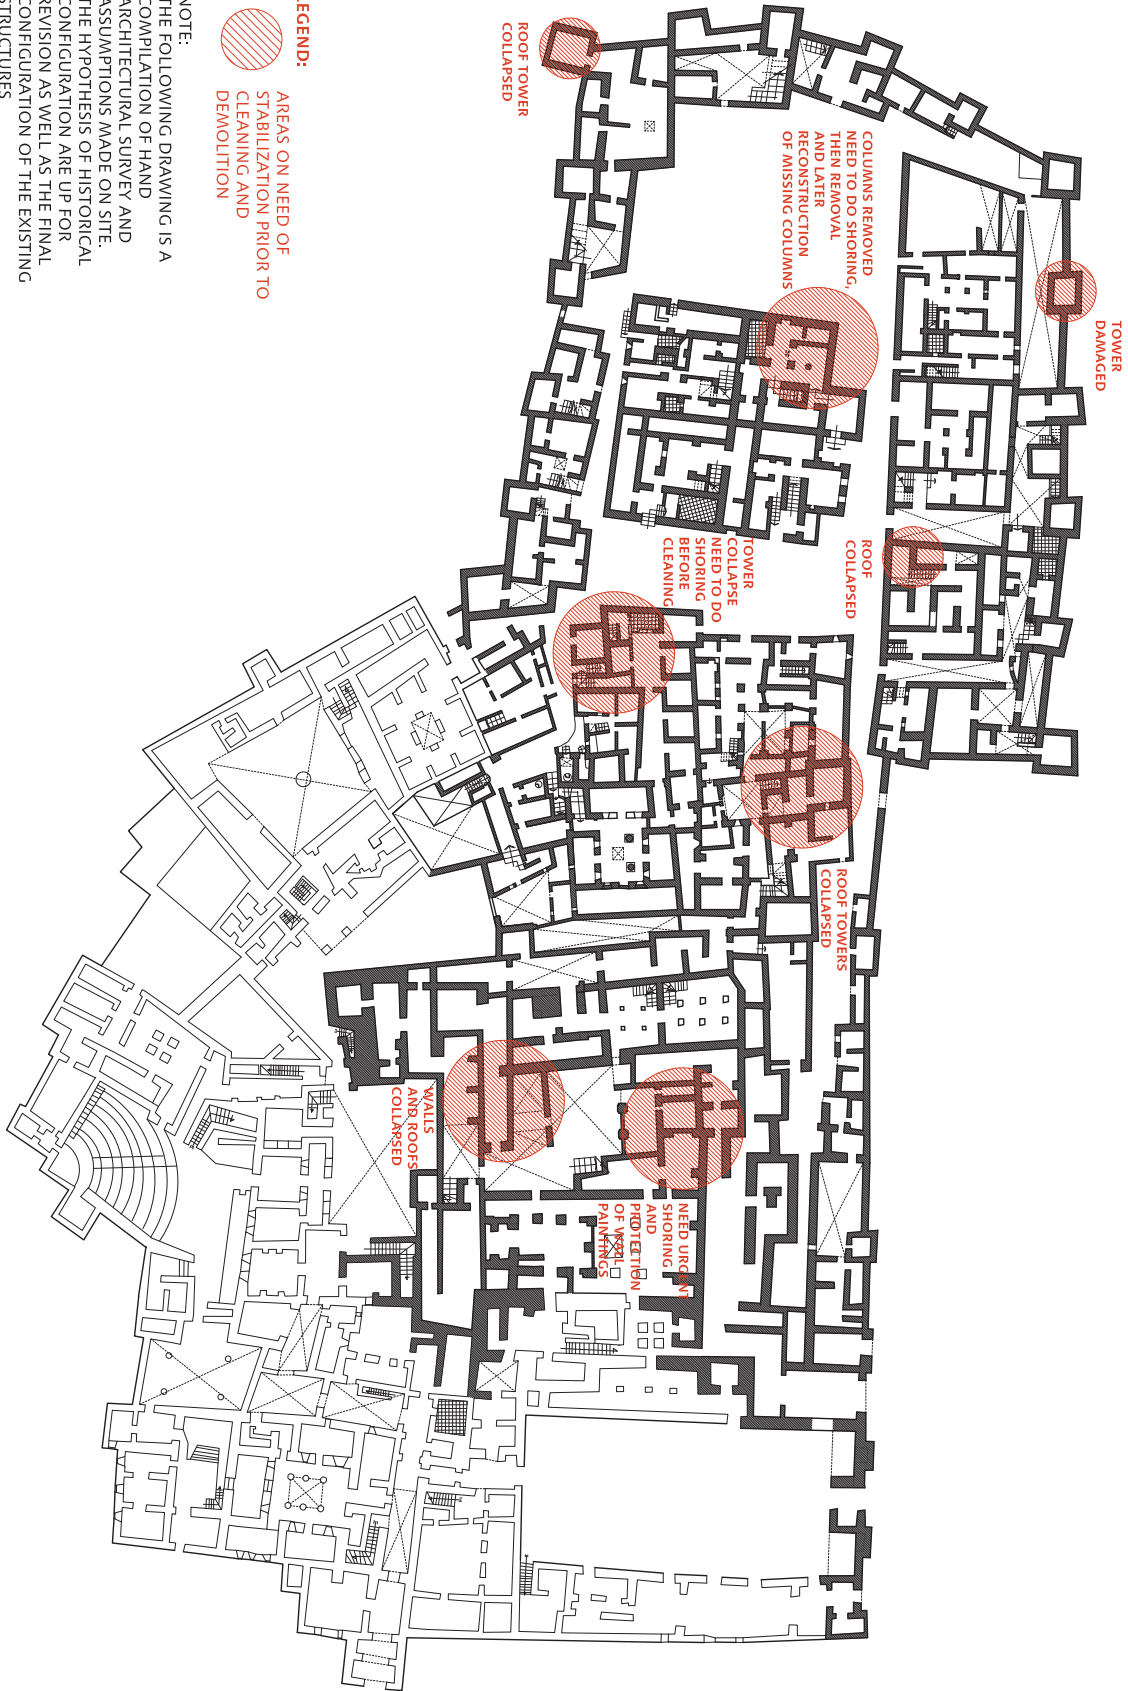 LEGEND:
AREAS ON NEED OF
STABILIZATION PRIOR TO
CLEANING AND
DEMOLITION
NOTE:
THE FOLLOWING DRAWING IS A
COMPILATION OF HAND
ARCHITECTURAL SURVEY AND
ASSUMPTIONS MADE ON SITE.
THE HYPOTHESIS OF HISTORICAL
CONFIGURATION ARE UP FOR
REVISION AS WELL AS THE FINAL
CONFIGURATION OF THE EXISTING
STRUCTURES
ROOF TOWER
COLLAPSED
COLUMNS REMOVED
NEED TO DO SHORING,
THEN REMOVAL
AND LATER
RECONSTRUCTION
OF MISSING COLUMNS
TOWER
DAMAGED
ROOF
COLLAPSED
TOWER
COLLAPSE
NEED TO DO
SHORING
BEFORE
CLEANING
ROOF TOWERS
COLLAPSED
WALLS
AND ROOFS
COLLAPSED
NEED URGENT
SHORING
AND
PROTECTION
OF WALL
PAINTINGS